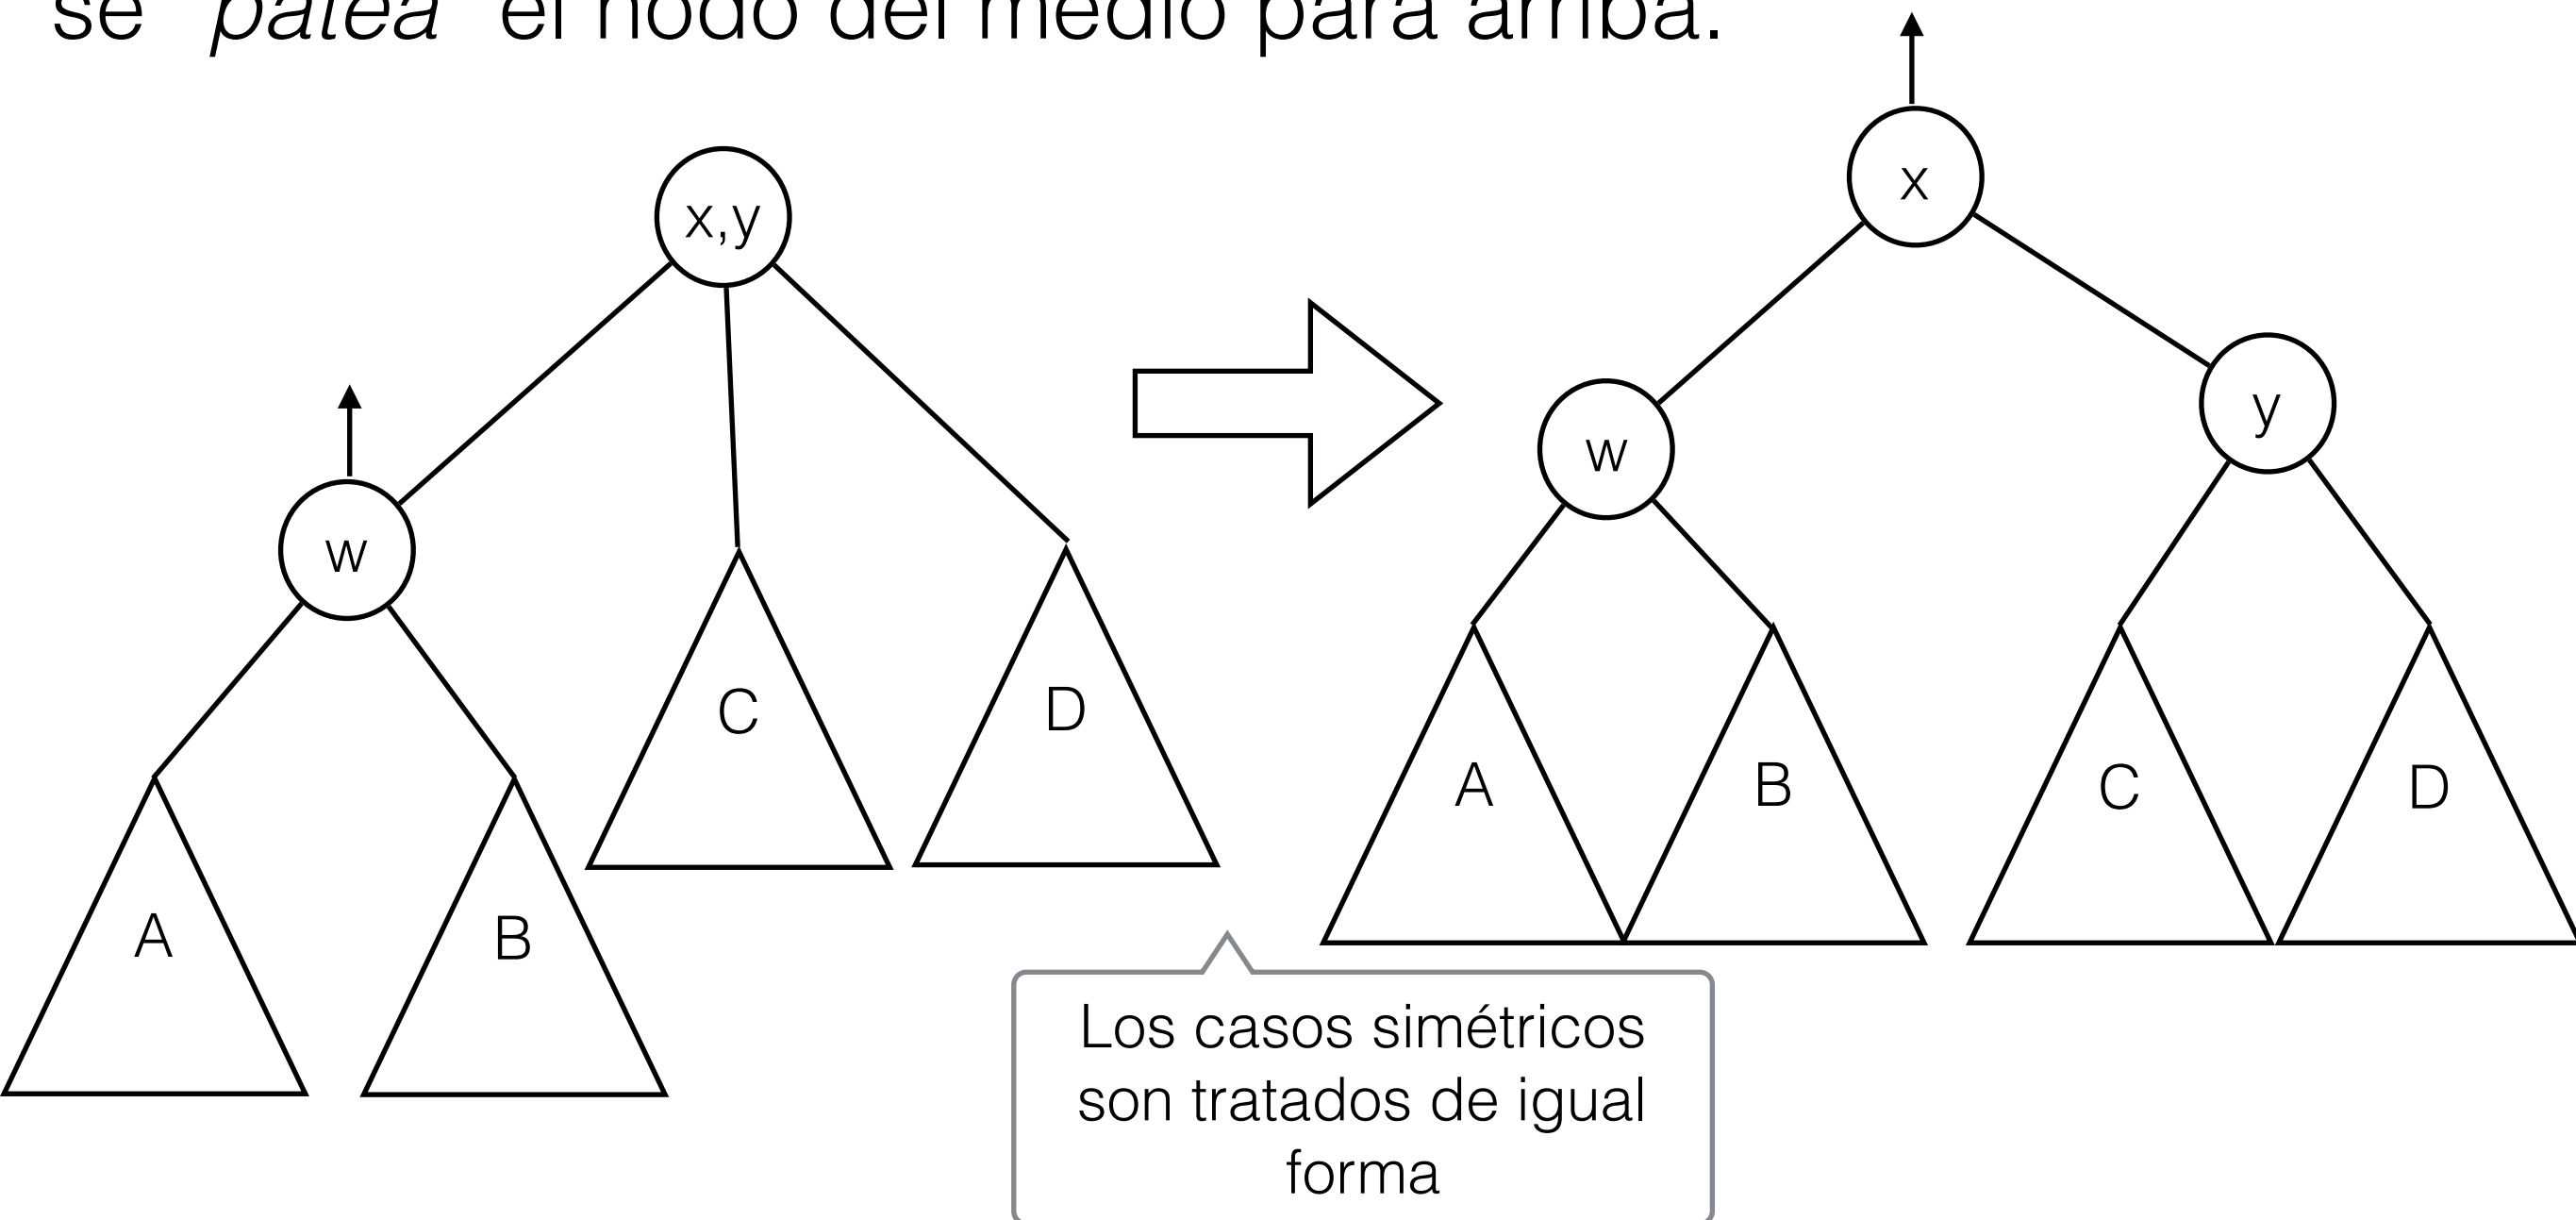 se "patea" el nodo del medio para arriba.
x,y
w
A
B
C
D
x
w
y
A
B
C
D
Los casos simétricos
son tratados de igual
forma